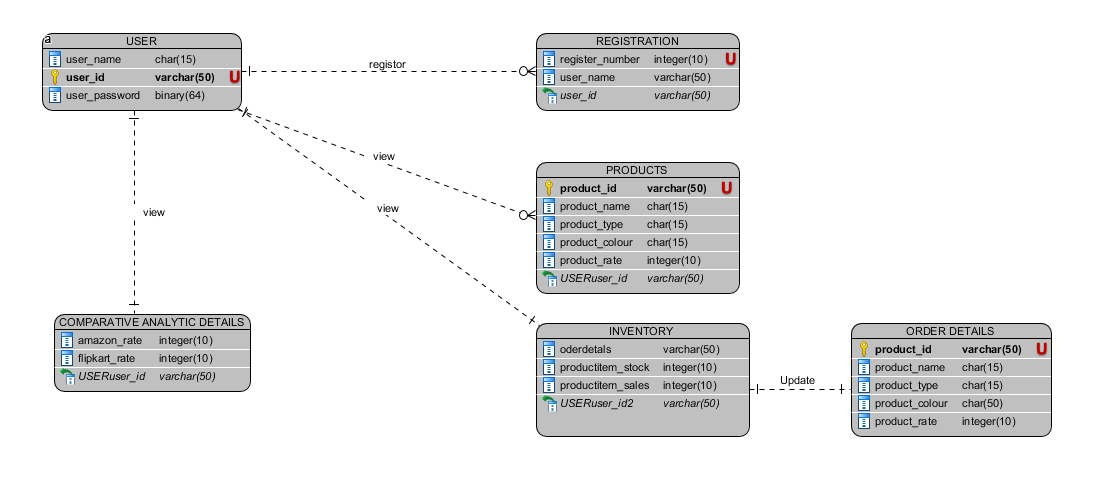 a
USER
user_name char(15)
user_id varchar(50) U
user_password binary(64)
registor
REGISTRATION
register_number integer(10) U
user_name varchar(50)
user_id varchar(50)
view
PRODUCTS
product_id varchar(50) U
product_name char(15)
product_type char(15)
product_colour char(15)
product_rate integer(10)
USERuser_id varchar(50)
view
view
COMPARATIVE ANALYTIC DETAILS
amazon_rate integer(10)
flipkart_rate integer(10)
USERuser_id varchar(50)
INVENTORY
oderdetals varchar(50)
productitem_stock integer(10)
productitem_sales integer(10)
USERuser_id2 varchar(50)
Update
ORDER DETAILS
product_id varchar(50) U
product_name char(15)
product_type char(15)
product_colour char(50)
product_rate integer(10)